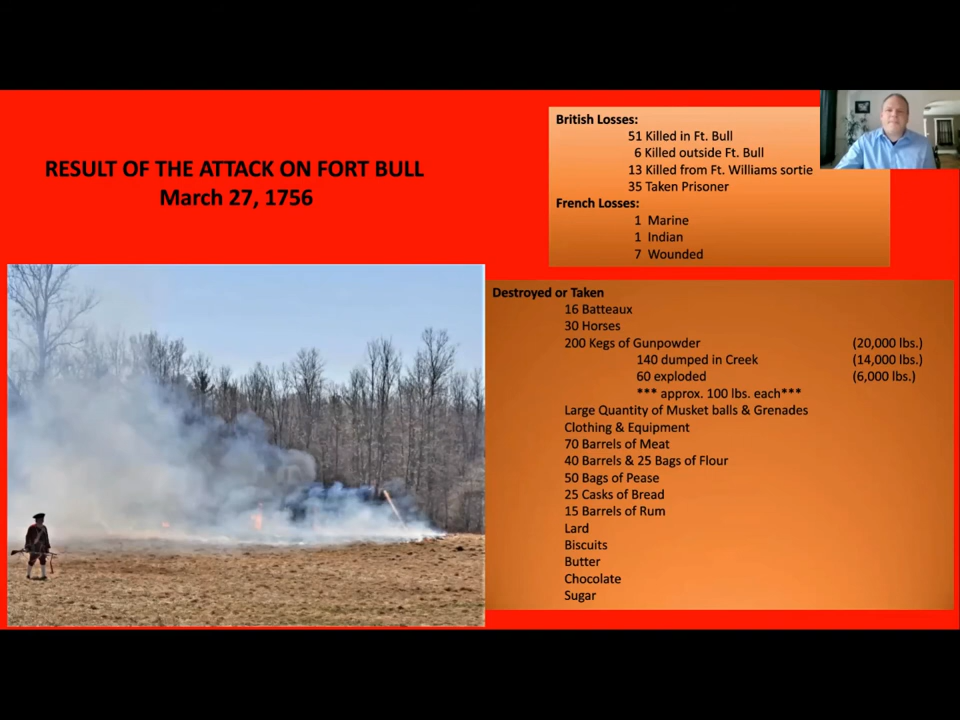 RESULT OF THE ATTACK ON FORT BULL
March 27, 1756
British Losses:
51 Killed in Ft. Bull
6 Killed outside Ft. Bull
13 Killed from Ft. Williams sortie
35 Taken Prisoner
French Losses:
1 Marine
1 Indian
7 Wounded
Destroyed or Taken
16 Batteaux
30 Horses
200 Kegs of Gunpowder (20,000 lbs.)
140 dumped in Creek (14,000 lbs.)
60 exploded (6,000 lbs.)
*** approx. 100 lbs. each***
Large Quantity of Musket balls & Grenades
Clothing & Equipment
70 Barrels of Meat
40 Barrels & 25 Bags of Flour
50 Bags of Pease
25 Casks of Bread
15 Barrels of Rum
Lard
Biscuits
Butter
Chocolate
Sugar